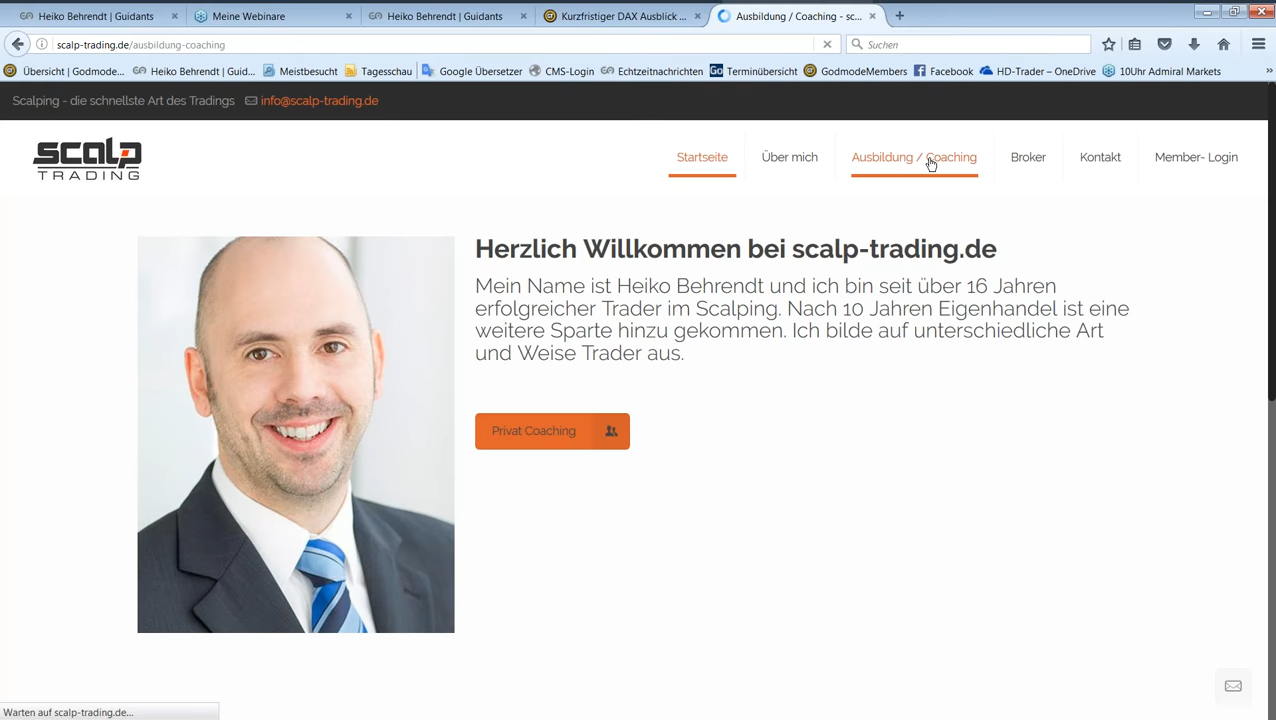 Heiko Behrendt | Guidants
Meine Webinare
Heiko Behrendt | Guidants
Kurzfristiger DAX Ausblick ...
Ausbildung / Coaching - sc...
scalp-trading.de/ausbildung-coaching
Suchen
Übersicht | Godmode...
Heiko Behrendt | Guid...
Meistbesucht
Tagesschau
Google Übersetzer
CMS-Login
Echtzeitnachrichten
Go
Terminübersicht
GodmodeMembers
Facebook
HD-Trader – OneDrive
10Uhr Admiral Markets
Scalping - die schnellste Art des Tradings
info@scalp-trading.de
scalp
TRADING
Startseite
Über mich
Ausbildung / Coaching
Broker
Kontakt
Member- Login
Herzlich Willkommen bei scalp-trading.de
Mein Name ist Heiko Behrendt und ich bin seit über 16 Jahren
erfolgreicher Trader im Scalping. Nach 10 Jahren Eigenhandel ist eine
weitere Sparte hinzu gekommen. Ich bilde auf unterschiedliche Art
und Weise Trader aus.
Privat Coaching
Warten auf scalp-trading.de...